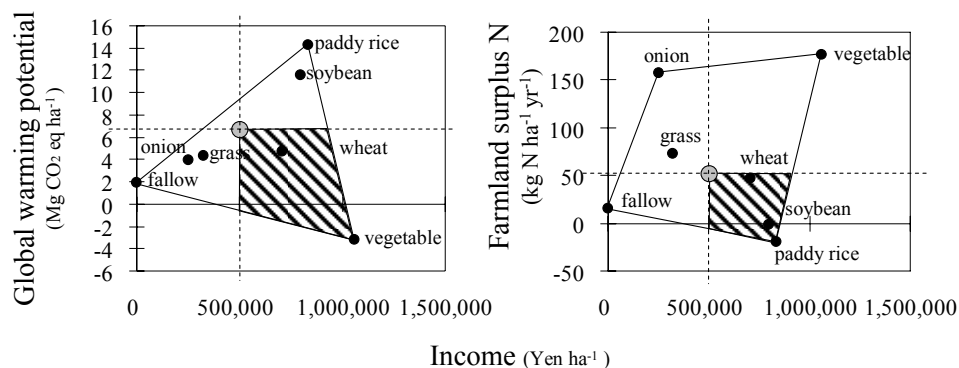 Global warming potential
(Mg CO₂ eq ha⁻¹)
16
14
12
10
8
6
4
2
0
-2
-4
-6
paddy rice
soybean
onion
grass
wheat
fallow
vegetable
0
500,000
1,000,000
1,500,000
Farmland surplus N
(kg N ha⁻¹ yr⁻¹)
200
150
100
50
0
-50
onion
vegetable
grass
wheat
fallow
soybean
paddy rice
0
500,000
1,000,000
1,500,000
Income (Yen ha⁻¹)